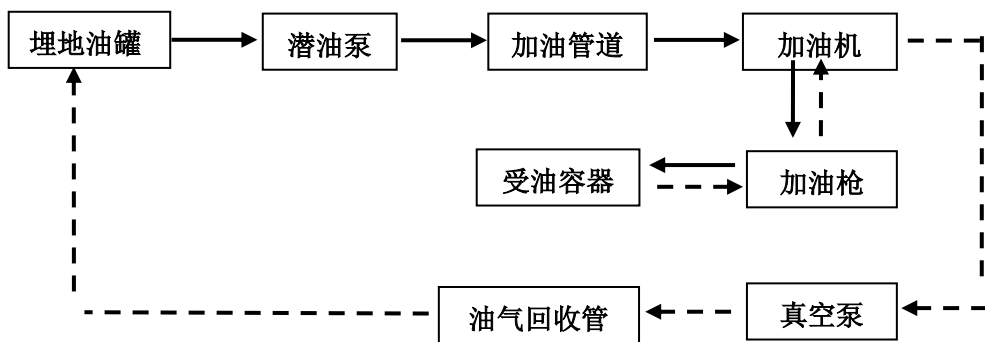 埋地油罐
潜油泵
加油管道
加油机
受油容器
加油枪
油气回收管
真空泵